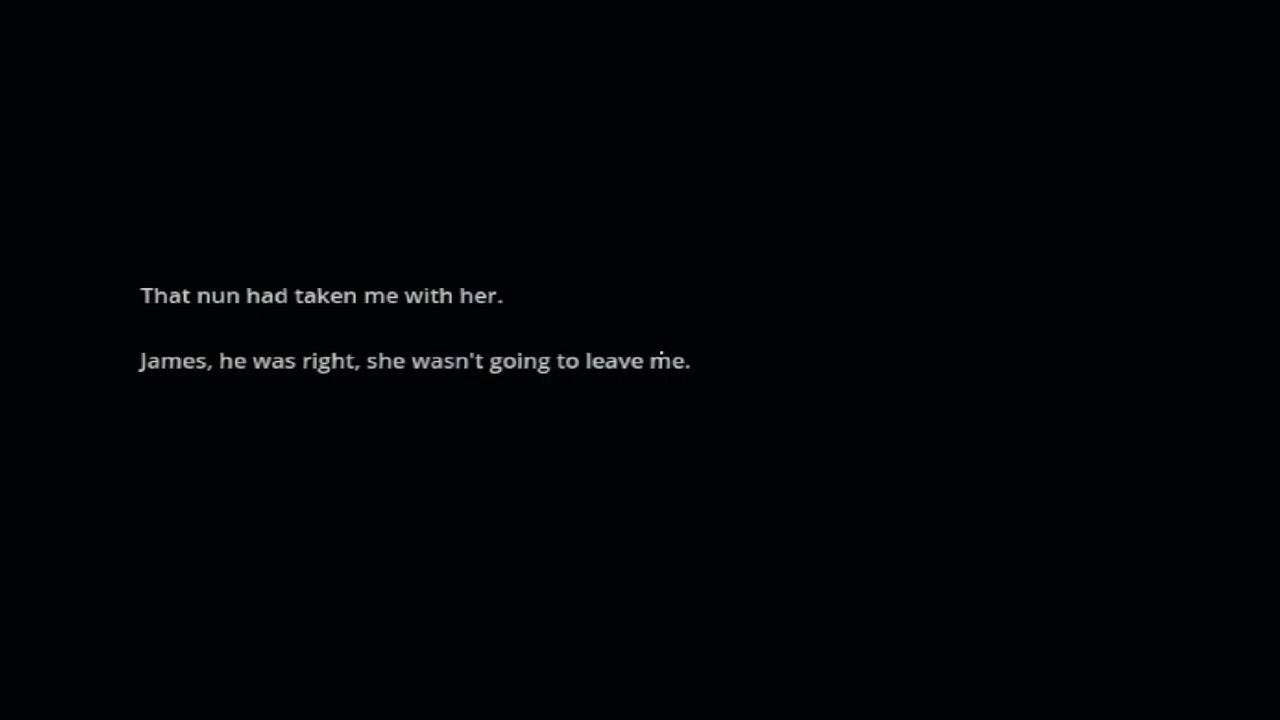 That nun had taken me with her.
James, he was right, she wasn't going to leave me.